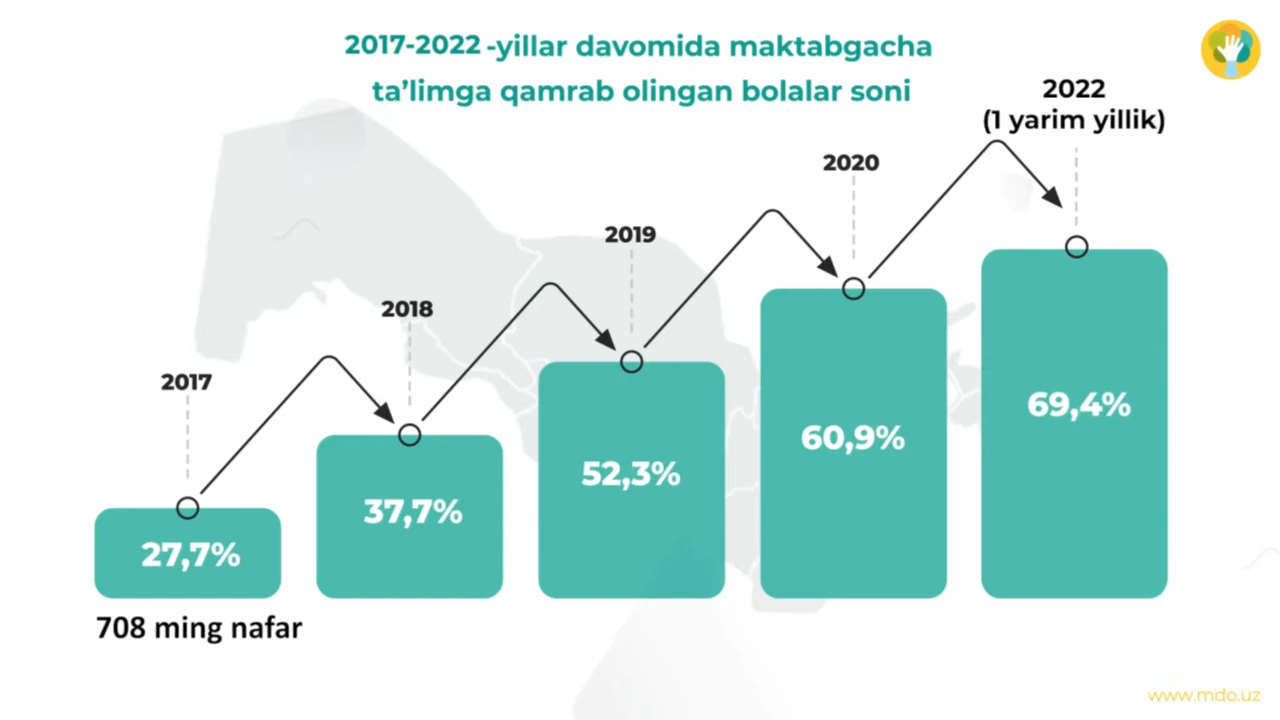 2017-2022 -yillar davomida maktabgacha
ta’limga qamrab olingan bolalar soni
2017
2018
2019
2020
2022
(1 yarim yillik)
27,7%
37,7%
52,3%
60,9%
69,4%
708 ming nafar
www.mdo.uz